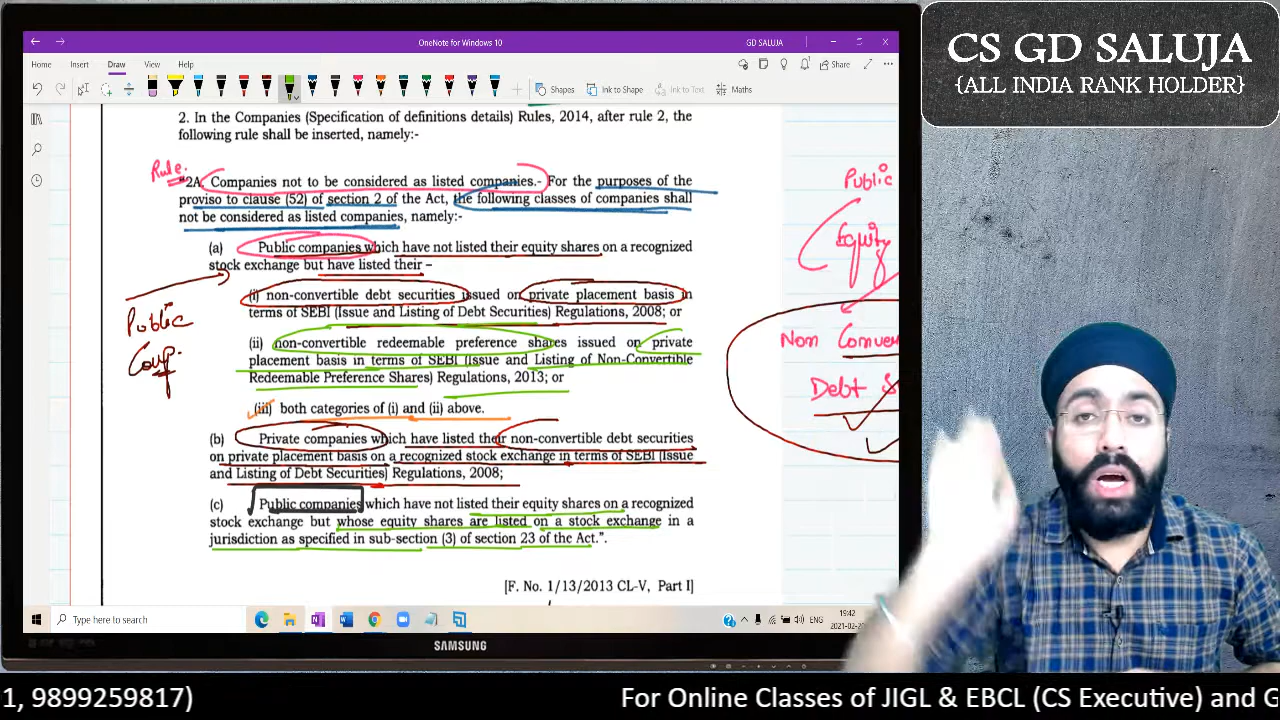 OneNote for Windows 10
GD SALUJA
Home Insert Draw View Help
Share
Shapes Ink to Shape Ink to Text Maths
2. In the Companies (Specification of definitions details) Rules, 2014, after rule 2, the
following rule shall be inserted, namely:-
Rule.
"2A. Companies not to be considered as listed companies.- For the purposes of the
proviso to clause (52) of section 2 of the Act, the following classes of companies shall
not be considered as listed companies, namely:-
(a) Public companies which have not listed their equity shares on a recognized
stock exchange but have listed their –
(i) non-convertible debt securities issued on private placement basis in
terms of SEBI (Issue and Listing of Debt Securities) Regulations, 2008; or
(ii) non-convertible redeemable preference shares issued on private
placement basis in terms of SEBI (Issue and Listing of Non-Convertible
Redeemable Preference Shares) Regulations, 2013; or
(iii) both categories of (i) and (ii) above.
(b) Private companies which have listed their non-convertible debt securities
on private placement basis on a recognized stock exchange in terms of SEBI (Issue
and Listing of Debt Securities) Regulations, 2008;
(c) Public companies which have not listed their equity shares on a recognized
stock exchange but whose equity shares are listed on a stock exchange in a
jurisdiction as specified in sub-section (3) of section 23 of the Act.".
[F. No. 1/13/2013 CL-V, Part I]
Public
Comp.
Public
Equity
Non Conver
Debt S
Type here to search
ENG
19:42
2021-02-20
SAMSUNG
CS GD SALUJA
{ALL INDIA RANK HOLDER}
1, 9899259817)
For Online Classes of JIGL & EBCL (CS Executive) and G